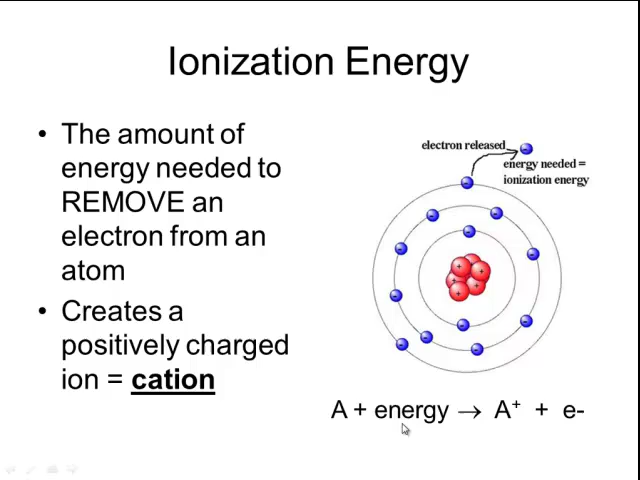 Ionization Energy
• The amount of
energy needed to
REMOVE an
electron from an
atom
• Creates a
positively charged
ion = cation
electron released
energy needed =
ionization energy
A + energy → A⁺ + e-